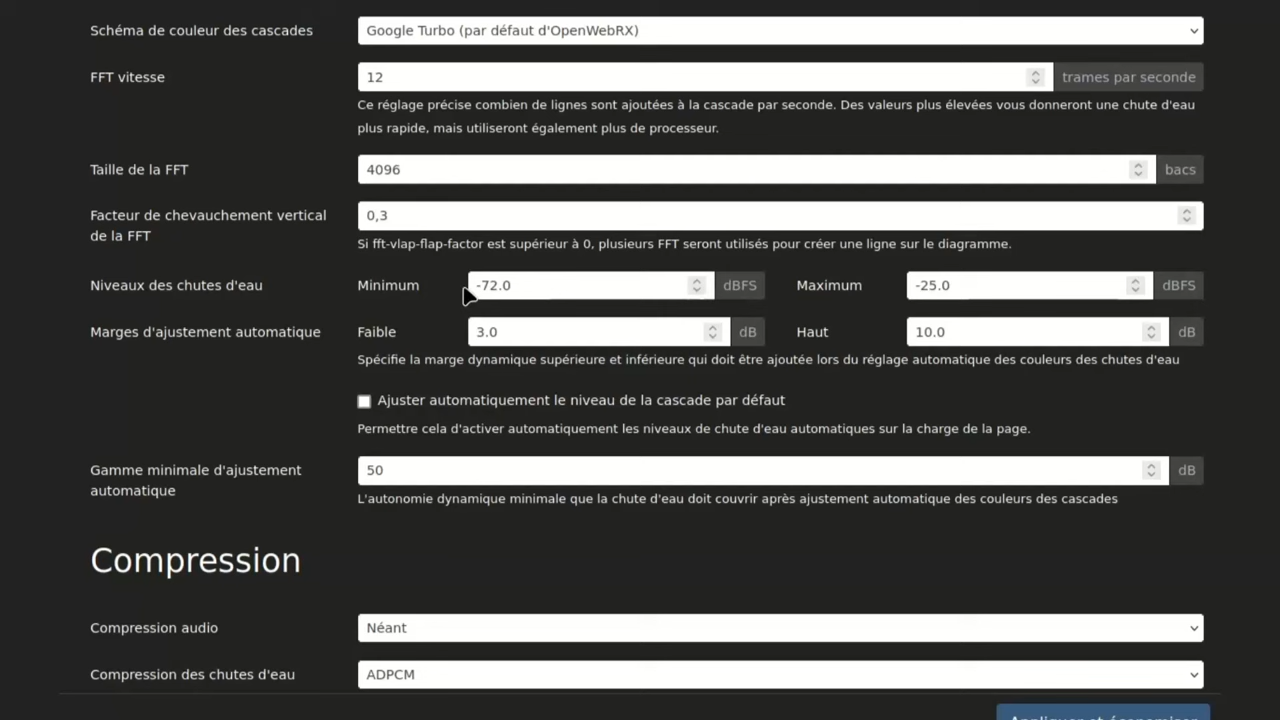 Schéma de couleur des cascades
Google Turbo (par défaut d'OpenWebRX)
FFT vitesse
12
trames par seconde
Ce réglage précise combien de lignes sont ajoutées à la cascade par seconde. Des valeurs plus élevées vous donneront une chute d'eau
plus rapide, mais utiliseront également plus de processeur.
Taille de la FFT
4096
bacs
Facteur de chevauchement vertical
de la FFT
0,3
Si fft-vlap-flap-factor est supérieur à 0, plusieurs FFT seront utilisés pour créer une ligne sur le diagramme.
Niveaux des chutes d'eau
Minimum
-72.0
dBFS
Maximum
-25.0
dBFS
Marges d'ajustement automatique
Faible
3.0
dB
Haut
10.0
dB
Spécifie la marge dynamique supérieure et inférieure qui doit être ajoutée lors du réglage automatique des couleurs des chutes d'eau
Ajuster automatiquement le niveau de la cascade par défaut
Permettre cela d'activer automatiquement les niveaux de chute d'eau automatiques sur la charge de la page.
Gamme minimale d'ajustement
automatique
50
dB
L'autonomie dynamique minimale que la chute d'eau doit couvrir après ajustement automatique des couleurs des cascades
Compression
Compression audio
Néant
Compression des chutes d'eau
ADPCM
Appliquer et économiser